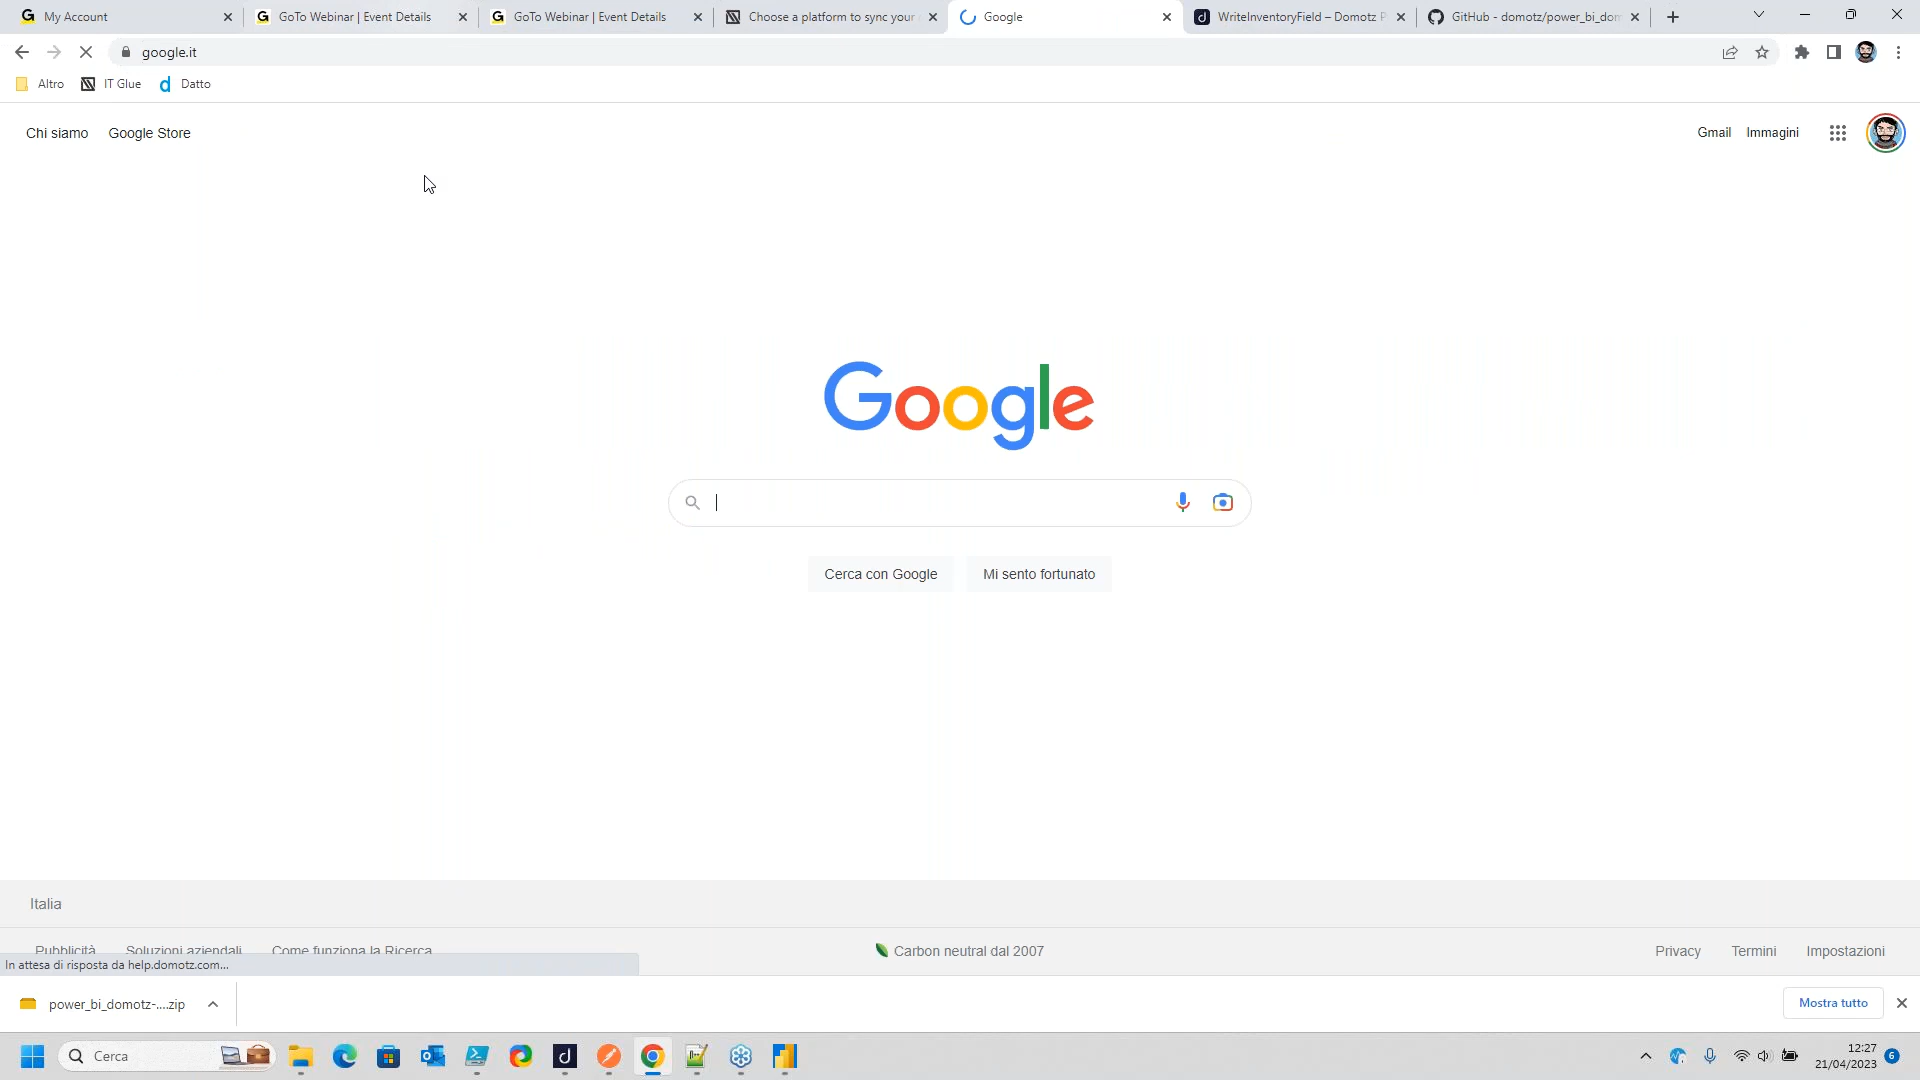 My Account
GoTo Webinar | Event Details
GoTo Webinar | Event Details
Choose a platform to sync your
Google
WriteInventoryField – Domotz P
GitHub - domotz/power_bi_dom
google.it
Altro
IT Glue
Datto
Chi siamo
Google Store
Gmail
Immagini
Google
Cerca con Google
Mi sento fortunato
Italia
Pubblicità
Soluzioni aziendali
Come funziona la Ricerca
Carbon neutral dal 2007
Privacy
Termini
Impostazioni
In attesa di risposta da help.domotz.com...
power_bi_domotz-....zip
Mostra tutto
Cerca
12:27
21/04/2023
6